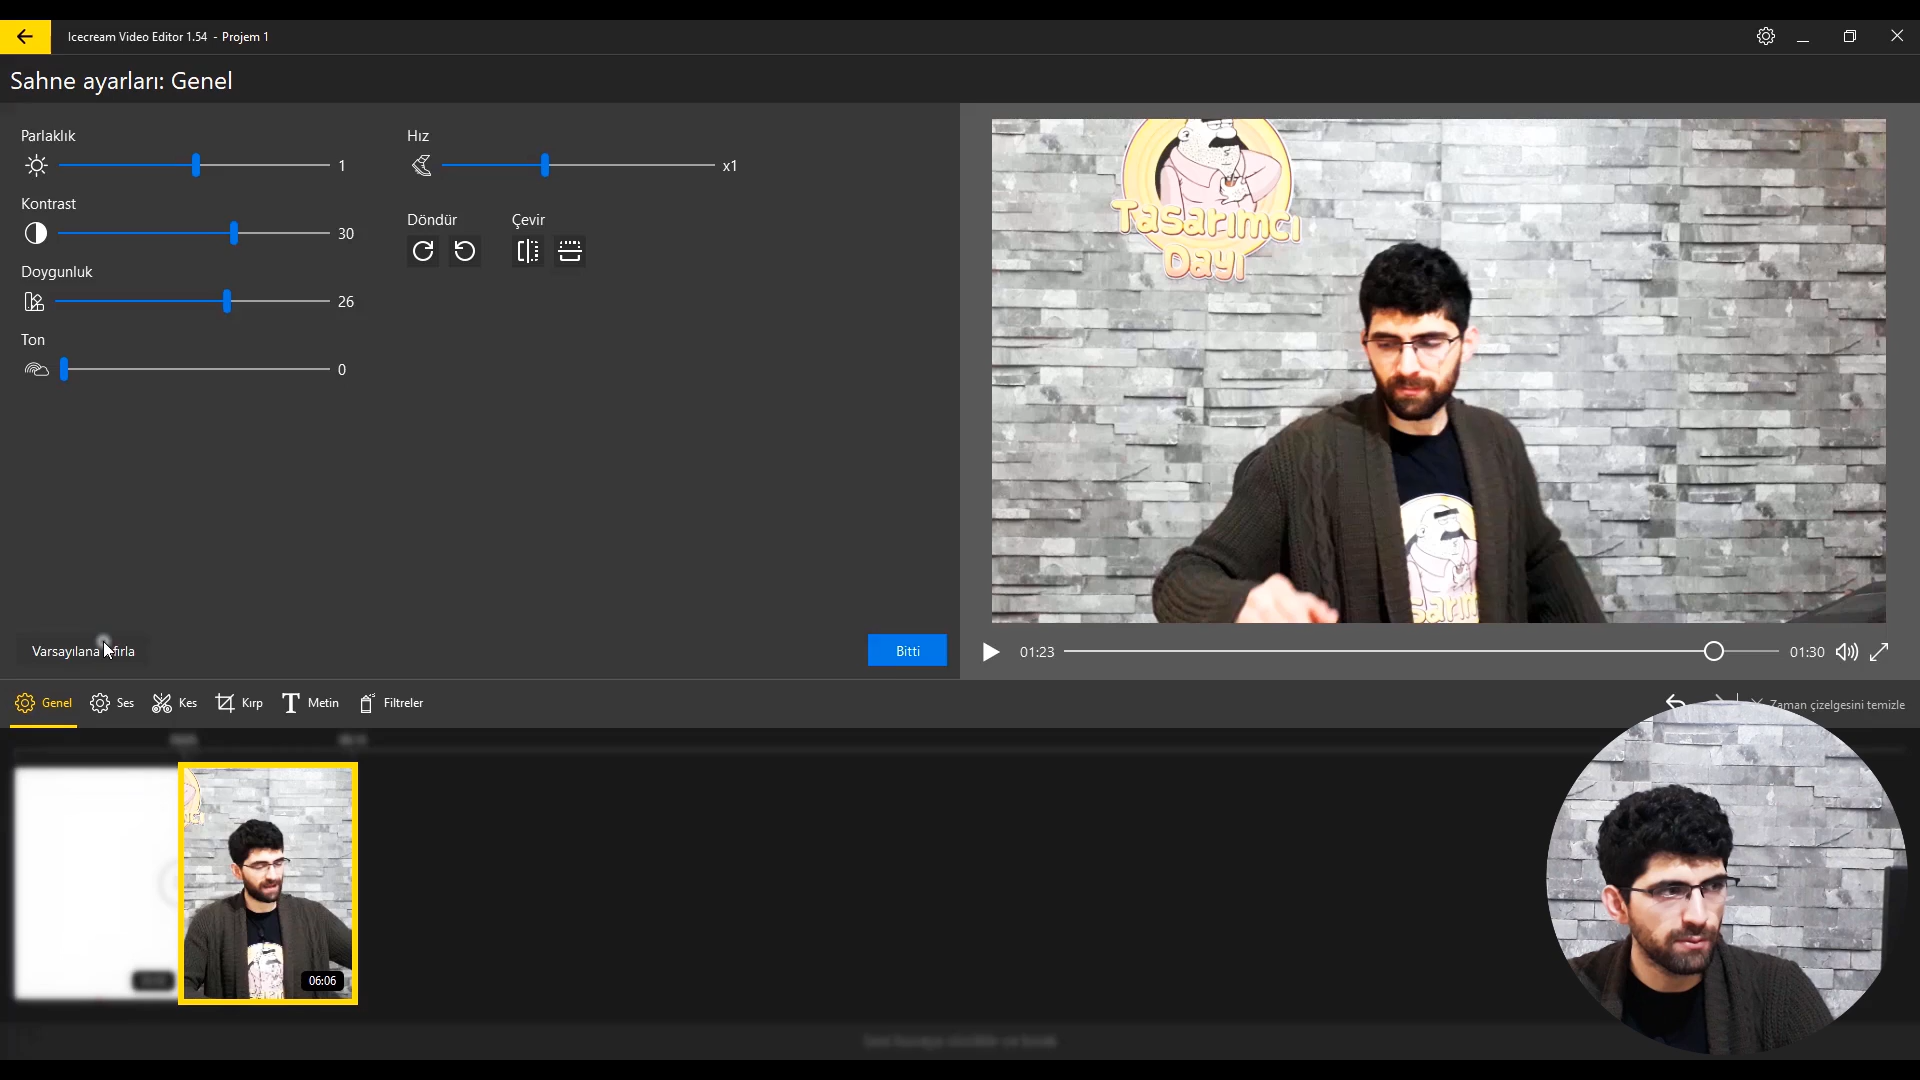 Icecream Video Editor 1.54 - Projem 1
Sahne ayarları: Genel
Parlaklık
1
Kontrast
30
Doygunluk
26
Ton
0
Hız
x1
Döndür
Çevir
Tasarımcı
Dayı
Varsayılana
Bitti
01:23
01:30
Genel
Ses
Kes
Kırp
Metin
Filtreler
Zaman çizelgesini temizle
06:06